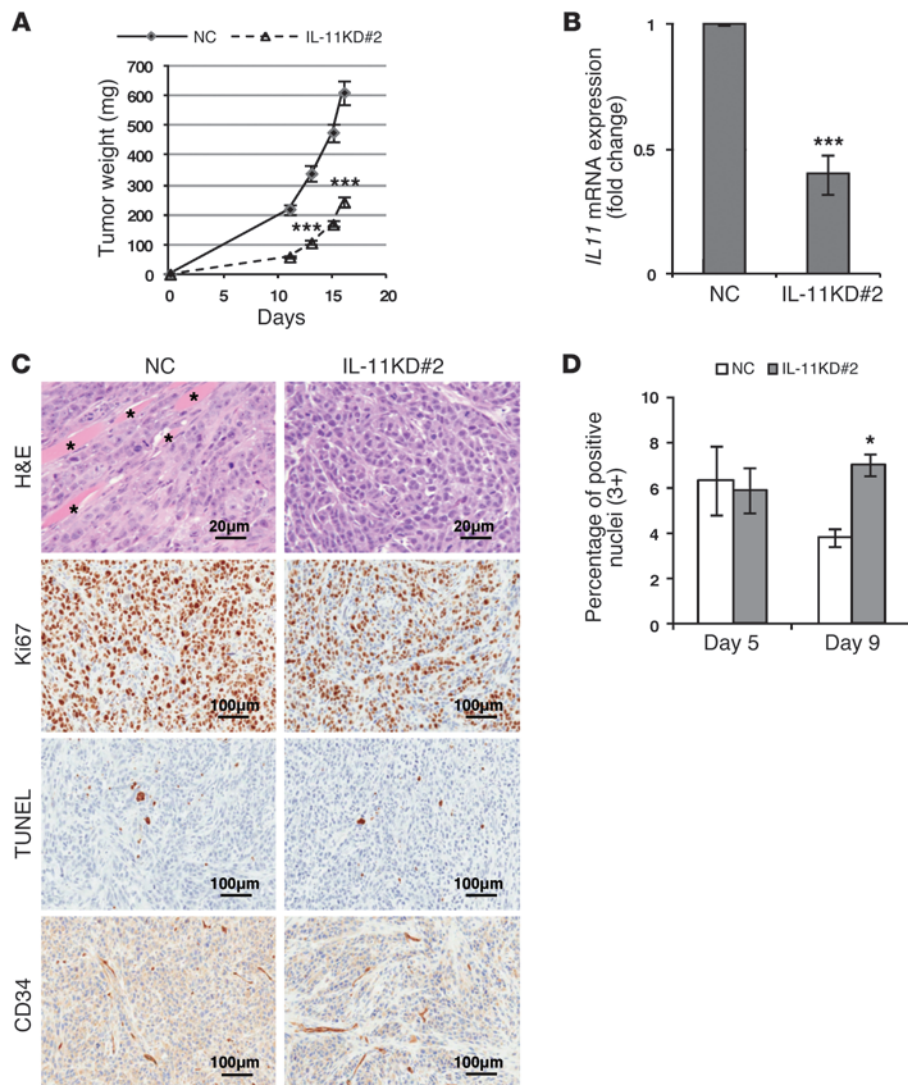 A
NC
IL-11KD#2
Tumor weight (mg)
700
600
500
400
300
200
100
0
***
***
0
5
10
15
20
Days
B
IL11 mRNA expression
(fold change)
1
0.5
0
***
NC
IL-11KD#2
C
NC
IL-11KD#2
H&E
*
*
*
*
*
20µm
20µm
Ki67
100µm
100µm
TUNEL
100µm
100µm
CD34
100µm
100µm
D
NC
IL-11KD#2
Percentage of positive
nuclei (3+)
10
8
6
4
2
0
*
Day 5
Day 9